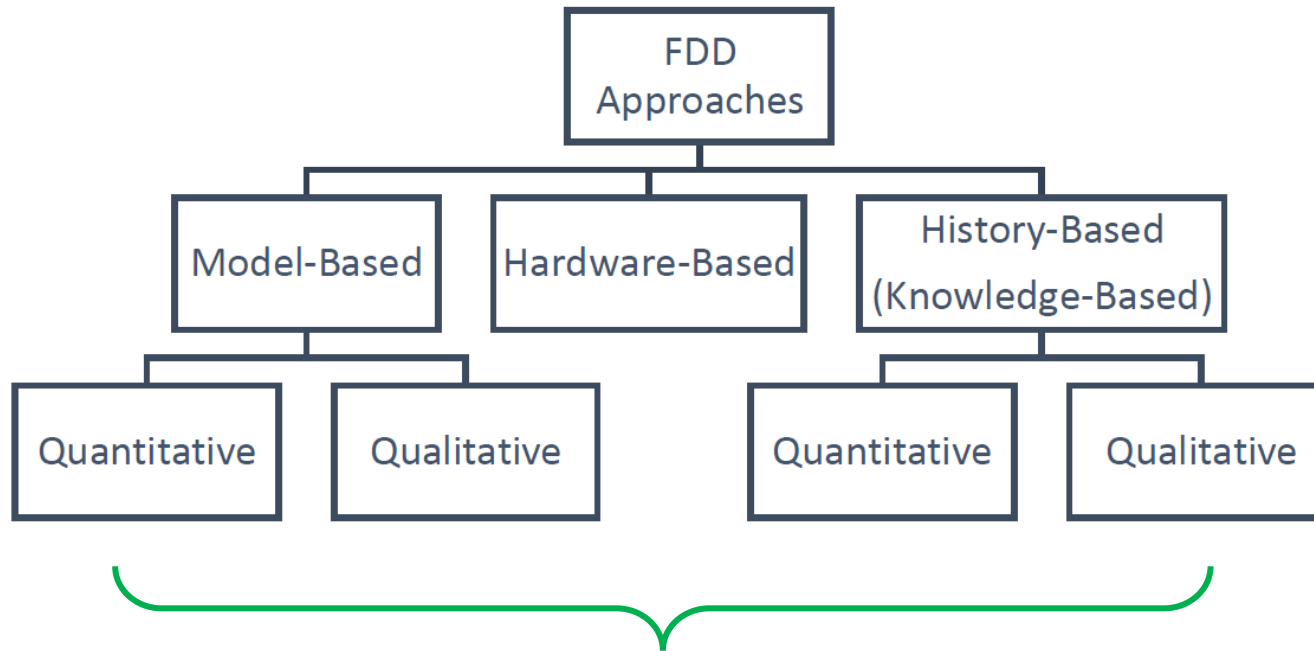 FDD
Approaches
Model-Based
Hardware-Based
History-Based
(Knowledge-Based)
Quantitative
Qualitative
Quantitative
Qualitative